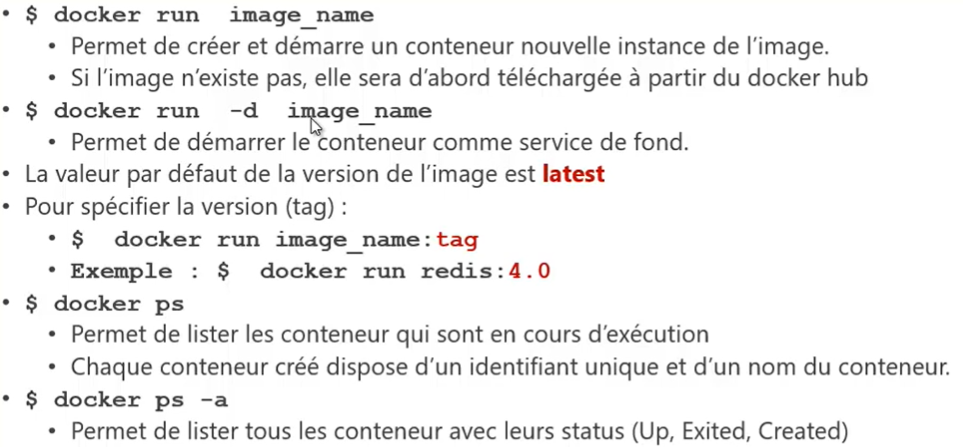 • $ docker run image_name
• Permet de créer et démarre un conteneur nouvelle instance de l'image.
• Si l'image n'existe pas, elle sera d'abord téléchargée à partir du docker hub
• $ docker run -d image_name
• Permet de démarrer le conteneur comme service de fond.
• La valeur par défaut de la version de l'image est latest
• Pour spécifier la version (tag) :
• $ docker run image_name:tag
• Exemple : $ docker run redis:4.0
• $ docker ps
• Permet de lister les conteneur qui sont en cours d'exécution
• Chaque conteneur créé dispose d'un identifiant unique et d'un nom du conteneur.
• $ docker ps -a
• Permet de lister tous les conteneur avec leurs status (Up, Exited, Created)